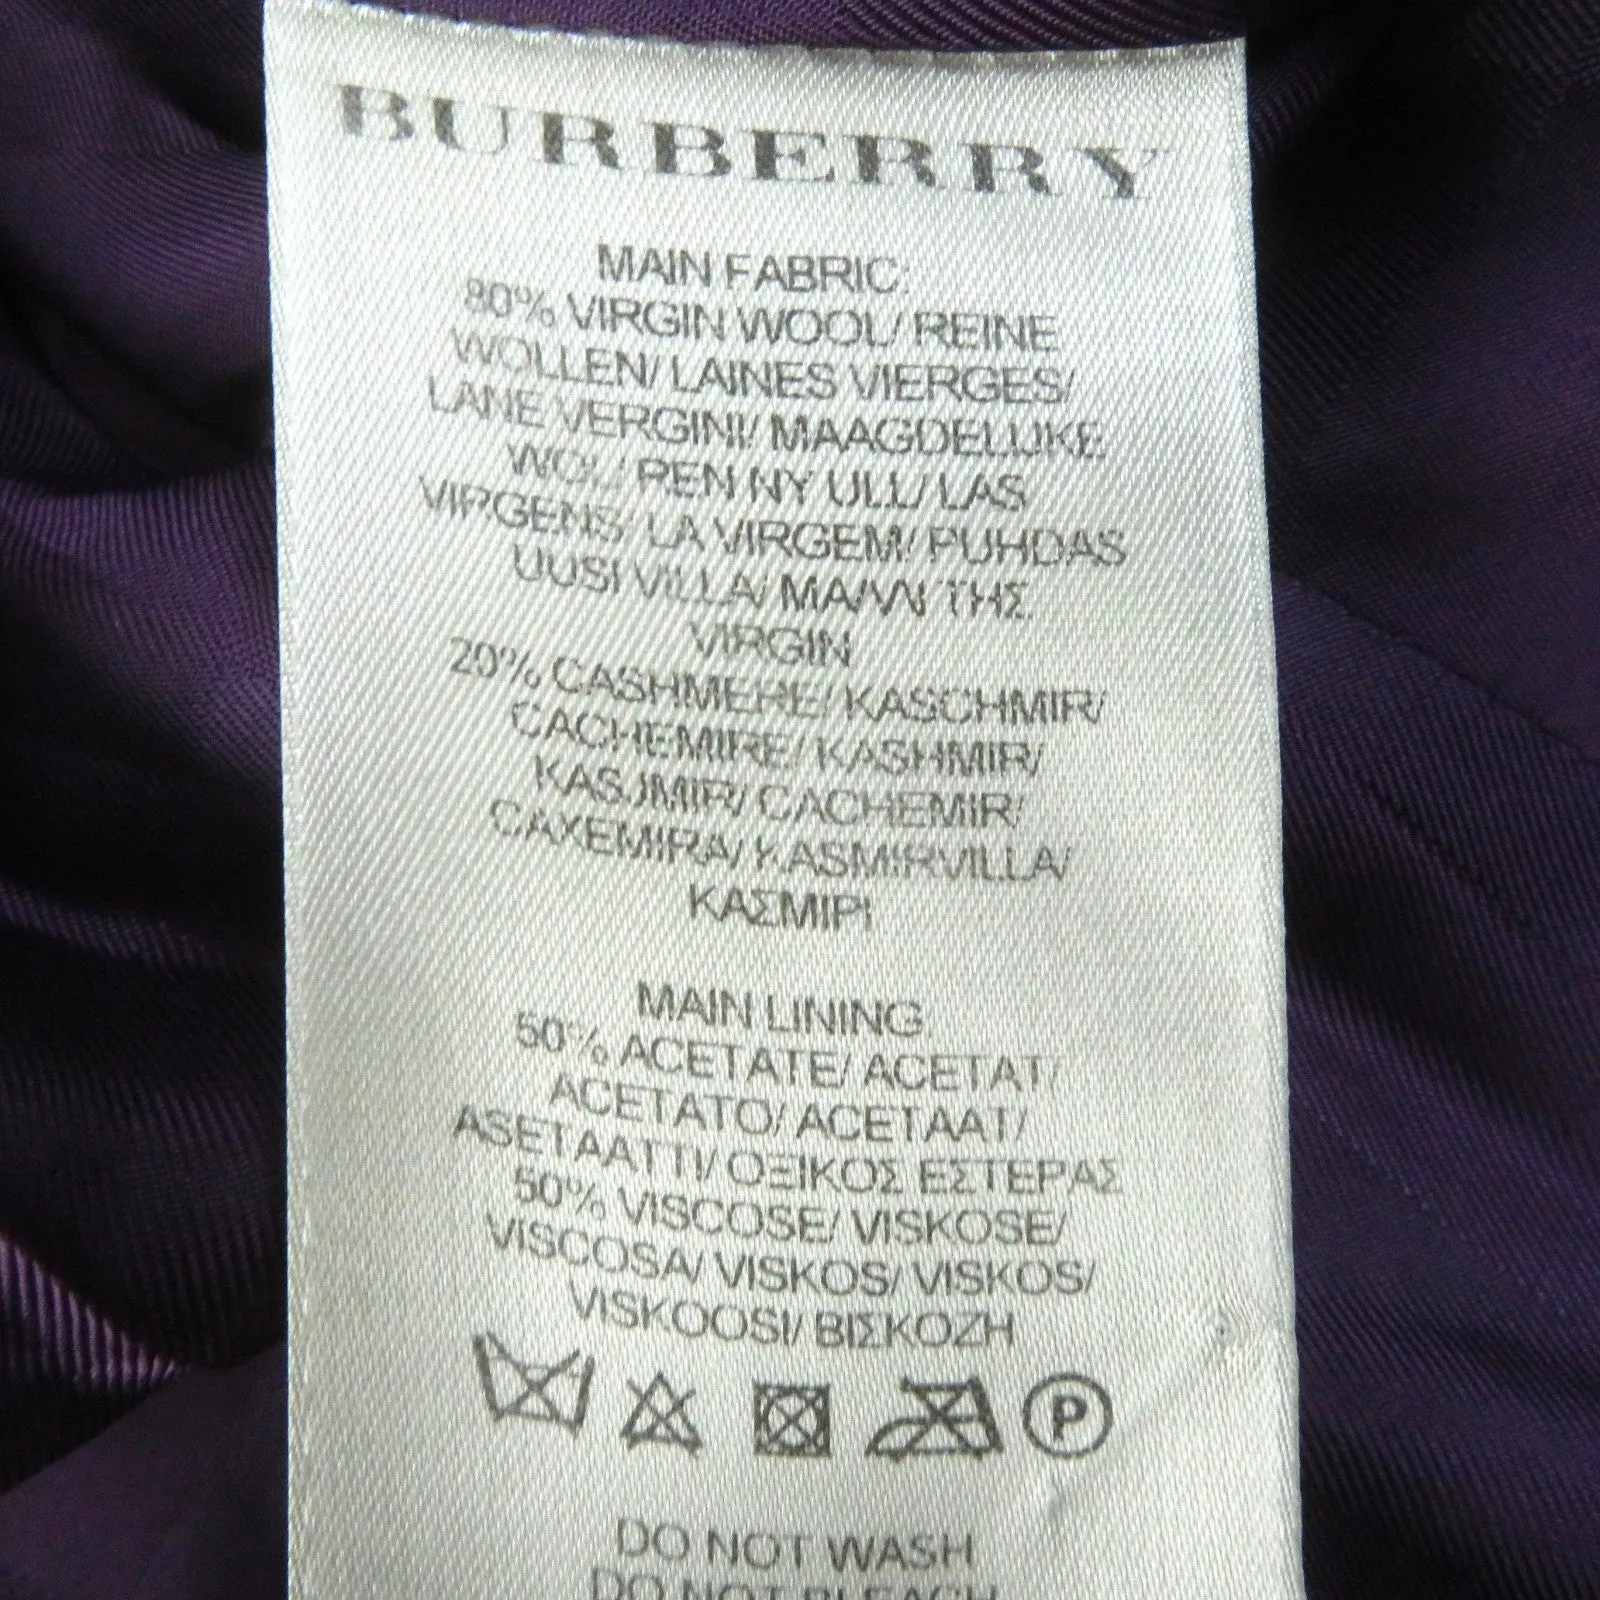 BURBERRY
MAIN FABRIC:
80% VIRGIN WOOL/ REINE
WOLLEN/ LAINES VIERGES/
LANE VERGINI/ MAAGDELIJKE
WOL/ REN NY ULL/ LAS
VIRGENS/ LA VIRGEM/ PUHDAS
UUSI VILLA/ ΤΗΣ
VIRGIN
20% CASHMERE/ KASCHMIR/
CACHEMIRE/ KASHMIR/
KASJMIR/ CACHEMIR/
CAXEMIRA/ KASMIRVILLA/
ΚΑΣΜΙΡΙ
MAIN LINING
50% ACETATE/ ACETAT/
ACETATO/ ACETAAT/
ASETAATTI/ ΟΞΙΚΟΣ ΕΣΤΕΡΑΣ
50% VISCOSE/ VISKOSE/
VISCOSA/ VISKOS/ VISKOS/
VISKOOSI/ ΒΙΣΚΟΖΗ
P
DO NOT WASH
DO NOT BLEACH